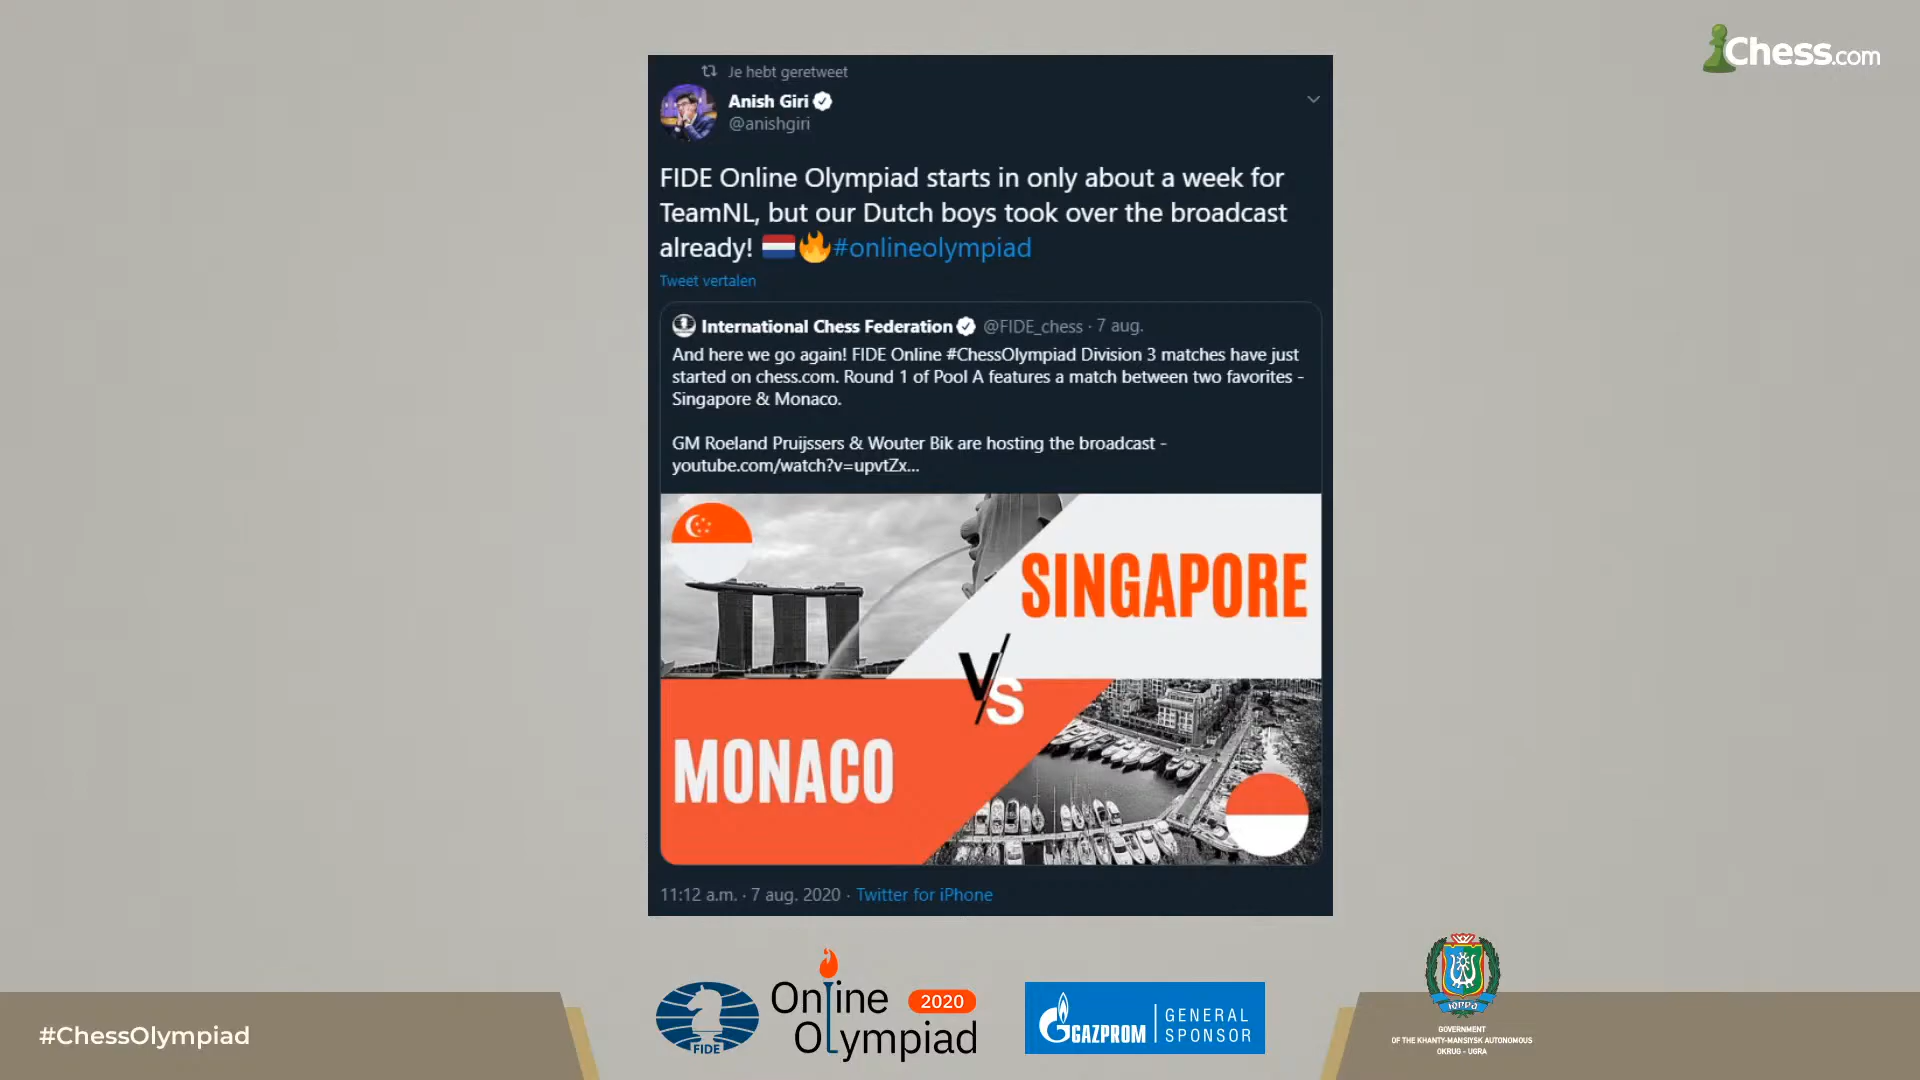 Chess.com
Je hebt geretweet
Anish Giri
@anishgiri
FIDE Online Olympiad starts in only about a week for
TeamNL, but our Dutch boys took over the broadcast
already! 🇳🇱🔥#onlineolympiad
Tweet vertalen
International Chess Federation @FIDE_chess · 7 aug.
And here we go again! FIDE Online #ChessOlympiad Division 3 matches have just
started on chess.com. Round 1 of Pool A features a match between two favorites -
Singapore & Monaco.
GM Roeland Pruijssers & Wouter Bik are hosting the broadcast -
youtube.com/watch?v=upvtZx...
SINGAPORE
VS
MONACO
11:12 a.m. · 7 aug. 2020 · Twitter for iPhone
#ChessOlympiad
FIDE
Online 2020
Olympiad
GAZPROM
GENERAL
SPONSOR
GOVERNMENT
OF THE KHANTY-MANSIYSK AUTONOMOUS
OKRUG - UGRA